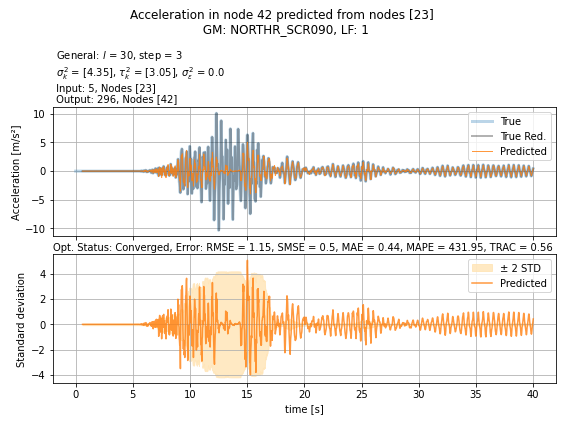 Acceleration in node 42 predicted from nodes [23]
GM: NORTHR_SCR090, LF: 1
General: l = 30, step = 3
σ²ₖ = [4.35], τ²ₖ = [3.05], σ²ε = 0.0
Input: 5, Nodes [23]
Output: 296, Nodes [42]
Acceleration [m/s²]
10
5
0
−5
−10
True
True Red.
Predicted
Opt. Status: Converged, Error: RMSE = 1.15, SMSE = 0.5, MAE = 0.44, MAPE = 431.95, TRAC = 0.56
Standard deviation
4
2
0
−2
−4
± 2 STD
Predicted
0 5 10 15 20 25 30 35 40
time [s]